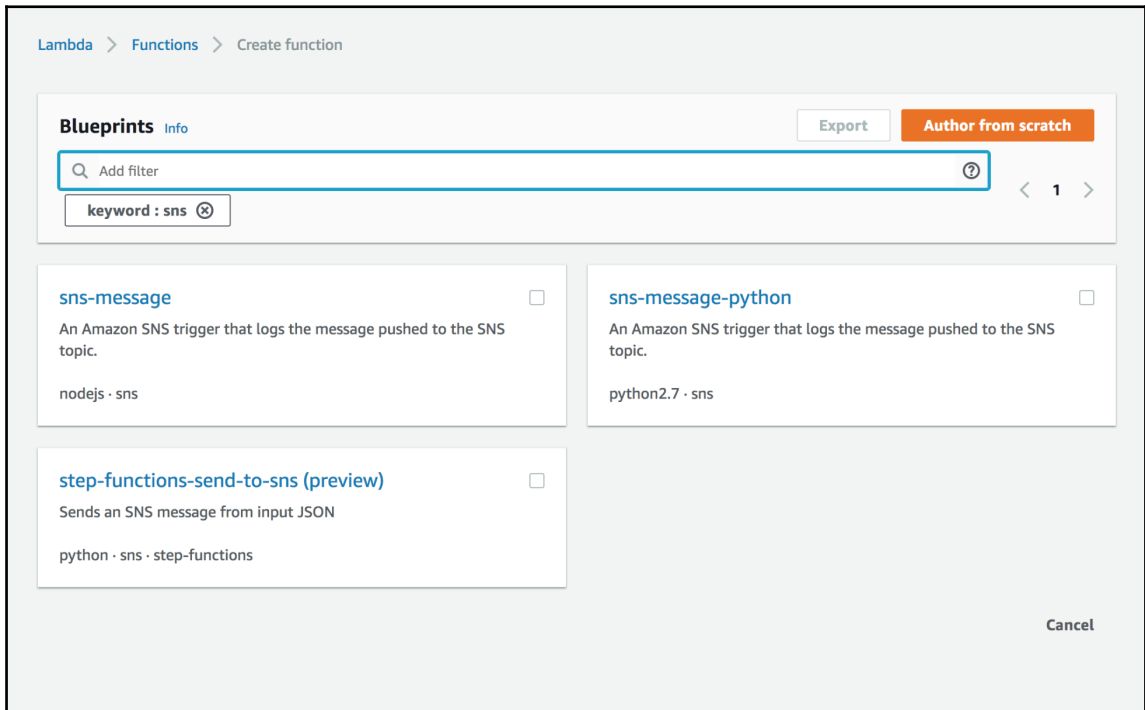 Lambda > Functions > Create function
Blueprints Info
Export
Author from scratch
Add filter
< 1 >
keyword : sns
sns-message
An Amazon SNS trigger that logs the message pushed to the SNS
topic.
nodejs · sns
sns-message-python
An Amazon SNS trigger that logs the message pushed to the SNS
topic.
python2.7 · sns
step-functions-send-to-sns (preview)
Sends an SNS message from input JSON
python · sns · step-functions
Cancel